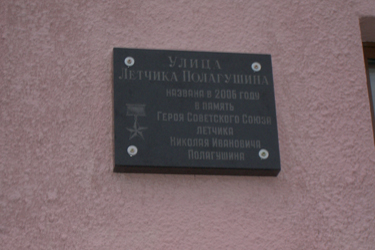 Улица
Летчика Полагушина
названа в 2006 году
в память
Героя Советского Союза
летчика
Николая Ивановича
Полагушина